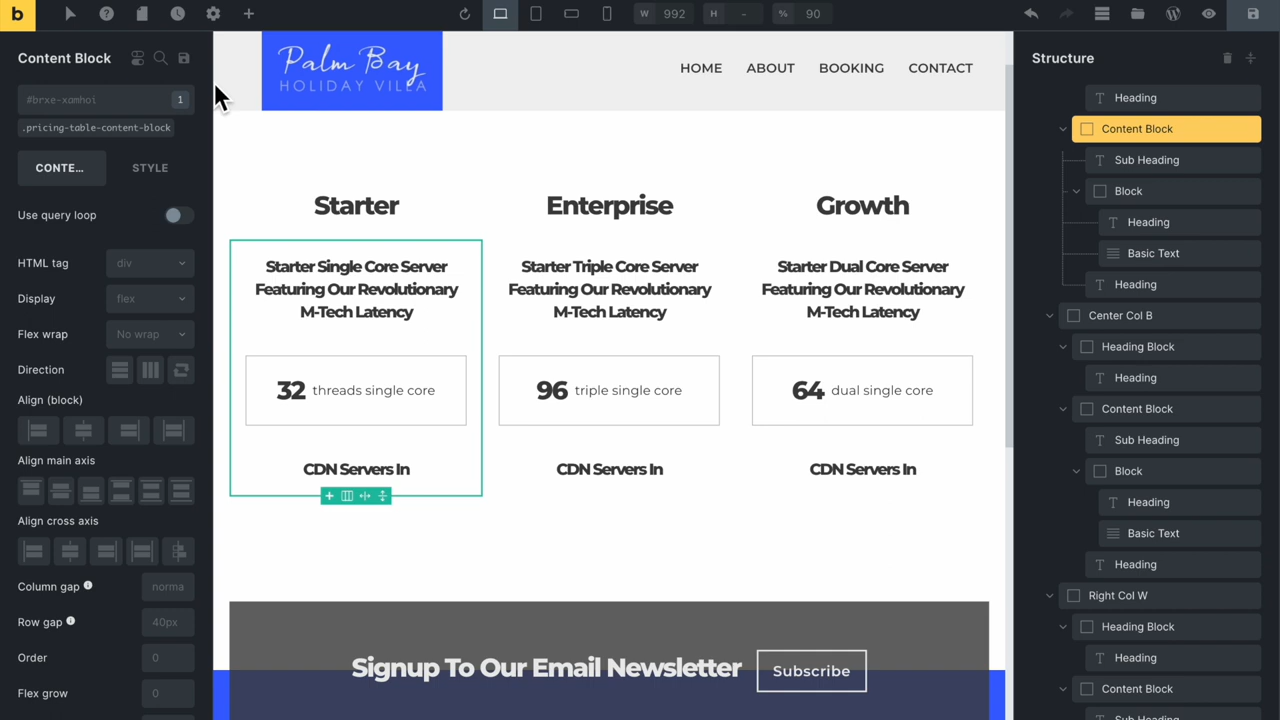 b
W 992 H - % 90
Content Block
#brxe-xamhoi 1
.pricing-table-content-block
CONTE... STYLE
Use query loop
HTML tag div
Display flex
Flex wrap No wrap
Direction
Align (block)
Align main axis
Align cross axis
Column gap norma
Row gap 40px
Order 0
Flex grow 0
Palm Bay
HOLIDAY VILLA
HOME ABOUT BOOKING CONTACT
Starter Enterprise Growth
Starter Single Core Server
Featuring Our Revolutionary
M-Tech Latency
Starter Triple Core Server
Featuring Our Revolutionary
M-Tech Latency
Starter Dual Core Server
Featuring Our Revolutionary
M-Tech Latency
32 threads single core
96 triple single core
64 dual single core
CDN Servers In
CDN Servers In
CDN Servers In
Signup To Our Email Newsletter Subscribe
Structure
Heading
Content Block
Sub Heading
Block
Heading
Basic Text
Heading
Center Col B
Heading Block
Heading
Content Block
Sub Heading
Block
Heading
Basic Text
Heading
Right Col W
Heading Block
Heading
Content Block
Sub Heading